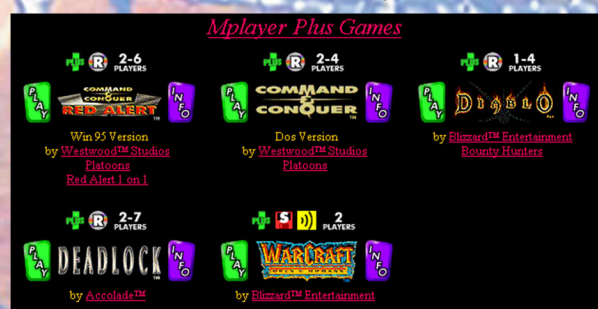 Mplayer Plus Games
PLUS R 2-6 PLAYERS
PLUS R 2-4 PLAYERS
PLUS R 1-4 PLAYERS
PLAY COMMAND & CONQUER RED ALERT™ INFO
PLAY COMMAND & CONQUER™ INFO
PLAY DIABLO INFO
Win 95 Version
by Westwood™ Studios
Platoons
Red Alert 1 on 1
Dos Version
by Westwood™ Studios
Platoons
by Blizzard™ Entertainment
Bounty Hunters
PLUS R 2-7 PLAYERS
PLUS S 2 PLAYERS
PLAY DEADLOCK™ INFO
PLAY WARCRAFT ORCS & HUMANS INFO
by Accolade™
by Blizzard™ Entertainment